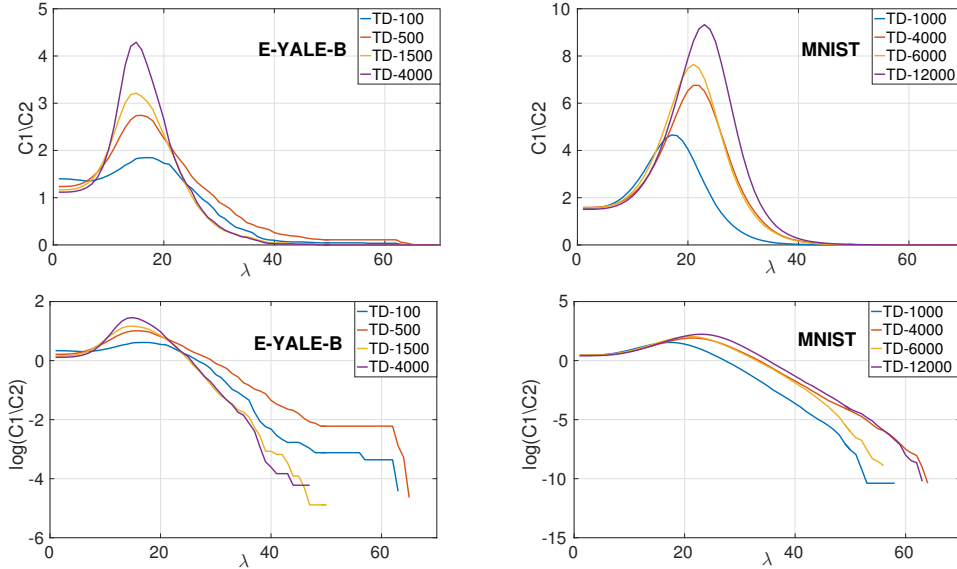 E-YALE-B
TD-100
TD-500
TD-1500
TD-4000
C1\C2
5
4
3
2
1
0
0
20
40
60
λ
MNIST
TD-1000
TD-4000
TD-6000
TD-12000
C1\C2
10
8
6
4
2
0
0
20
40
60
λ
E-YALE-B
TD-100
TD-500
TD-1500
TD-4000
log(C1\C2)
2
0
-2
-4
-6
0
20
40
60
λ
MNIST
TD-1000
TD-4000
TD-6000
TD-12000
log(C1\C2)
5
0
-5
-10
-15
0
20
40
60
λ